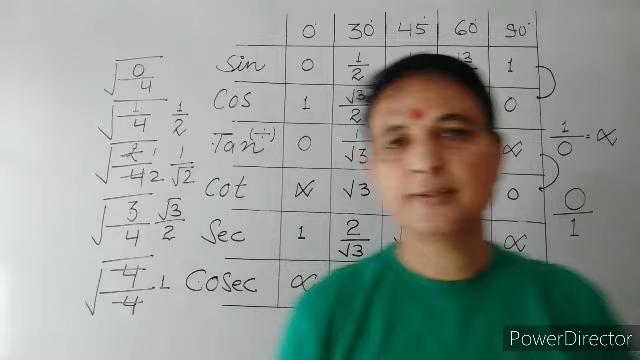 0° 30° 45° 60° 90°
Sin 0 1/2 1
Cos 1 √3/2 0
Tan (÷) 0 1/√3 ∝
Cot ∝ √3 0
Sec 1 2/√3 ∝
Cosec ∝
√0/4
√1/4 1/2
√2/4 1 2 1/√2
√3/4 √3/2
√4/4 1
1/0 = ∝
0/1
PowerDirector